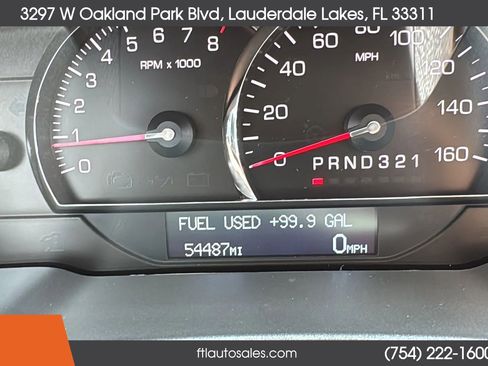 3297 W Oakland Park Blvd, Lauderdale Lakes, FL 33311
0 1 2 3 4 5 6 7 8
RPM x 1000
0 20 40 60 80 100 120 140 160
MPH
PRND321
FUEL USED +99.9 GAL
54487MI 0MPH
ftlautosales.com
(754) 222-1600